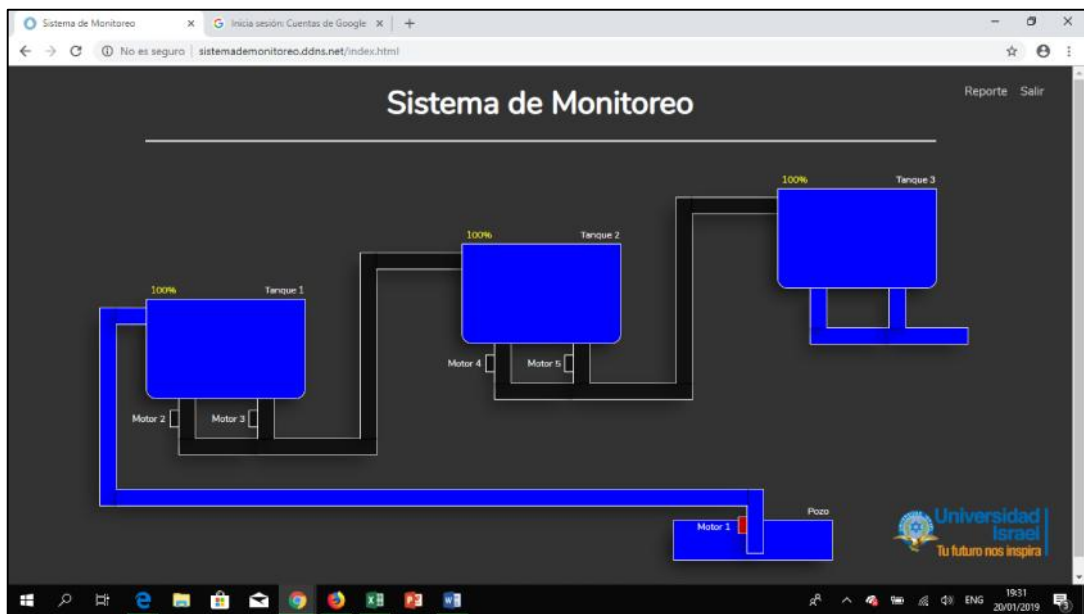 Sistema de Monitoreo
Inicia sesión: Cuentas de Google
No es seguro | sistemademonitoreo.ddns.net/index.html
Reporte Salir
Sistema de Monitoreo
100% Tanque 3
100% Tanque 2
100% Tanque 1
Motor 4 Motor 5
Motor 2 Motor 3
Pozo
Motor 1
Universidad
Israel
Tu futuro nos inspira
ENG
19:31
20/01/2019